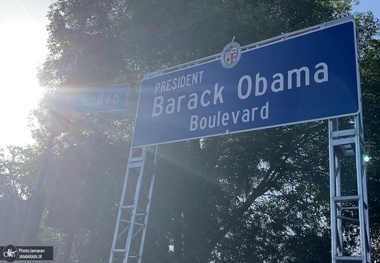 PRESIDENT
Barack Obama
Boulevard
Rodeo
Photo:Jamaran
JAMARAN.IR